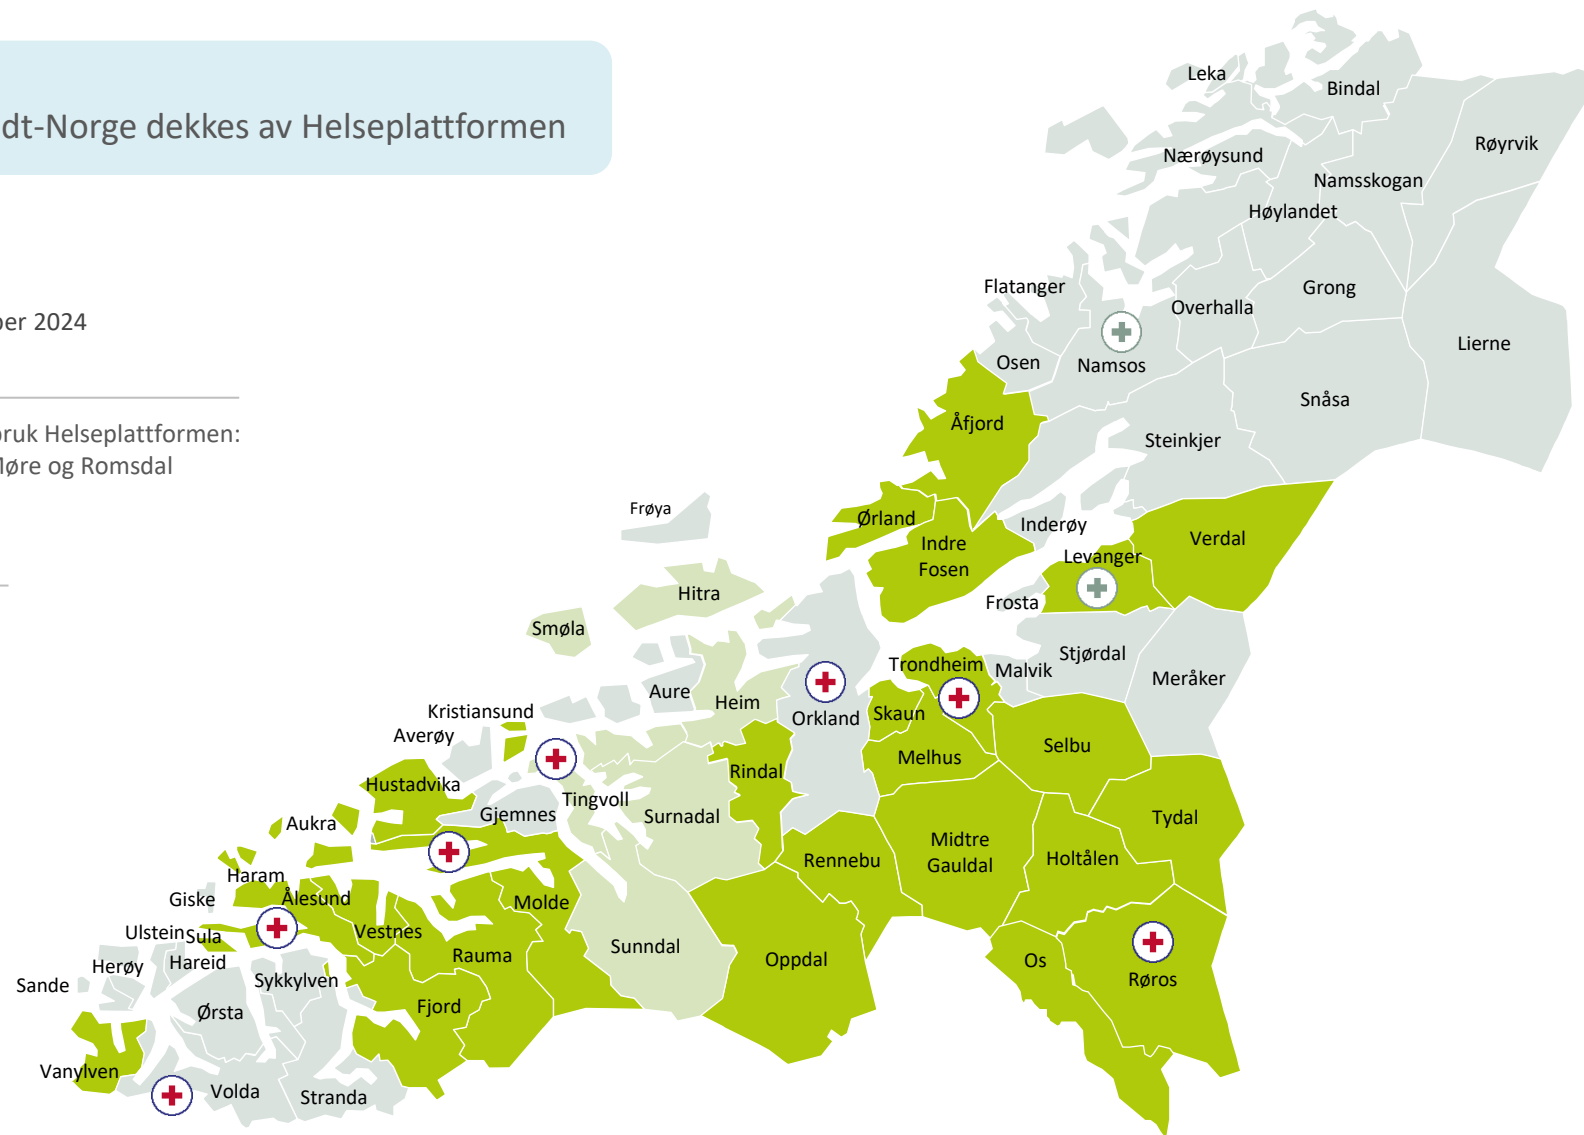 dt-Norge dekkes av Helseplattformen
er 2024
ruk Helseplattformen:
øre og Romsdal
Leka
Bindal
Røyrvik
Nærøysund
Namsskogan
Høylandet
Flatanger
Grong
Overhalla
Lierne
Osen
Namsos
Snåsa
Åfjord
Steinkjer
Frøya
Ørland
Inderøy
Verdal
Indre
Fosen
Levanger
Hitra
Frosta
Smøla
Stjørdal
Trondheim
Malvik
Meråker
Aure
Heim
Kristiansund
Orkland
Skaun
Averøy
Selbu
Melhus
Rindal
Hustadvika
Tingvoll
Gjemnes
Surnadal
Tydal
Aukra
Midtre
Gauldal
Rennebu
Holtålen
Haram
Giske
Ålesund
Molde
Vestnes
Ulstein
Sula
Sunndal
Rauma
Oppdal
Os
Herøy
Hareid
Sykkylven
Røros
Sande
Fjord
Ørsta
Vanylven
Volda
Stranda